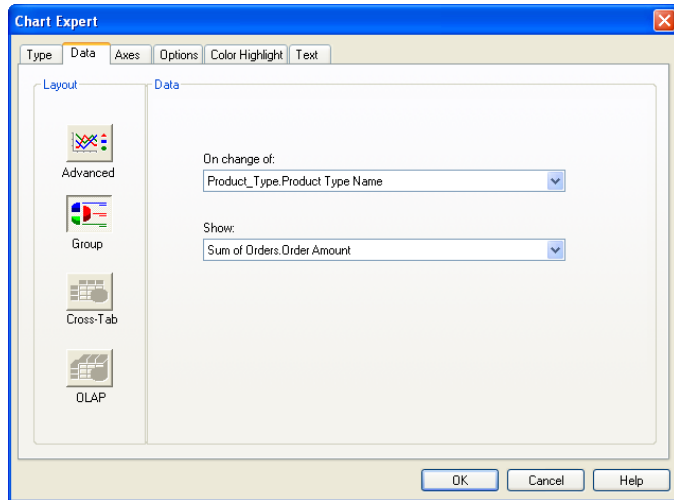 Chart Expert
Type Data Axes Options Color Highlight Text
Layout
Data
Advanced
On change of:
Product_Type.Product Type Name
Group
Show:
Sum of Orders.Order Amount
Cross-Tab
OLAP
OK Cancel Help